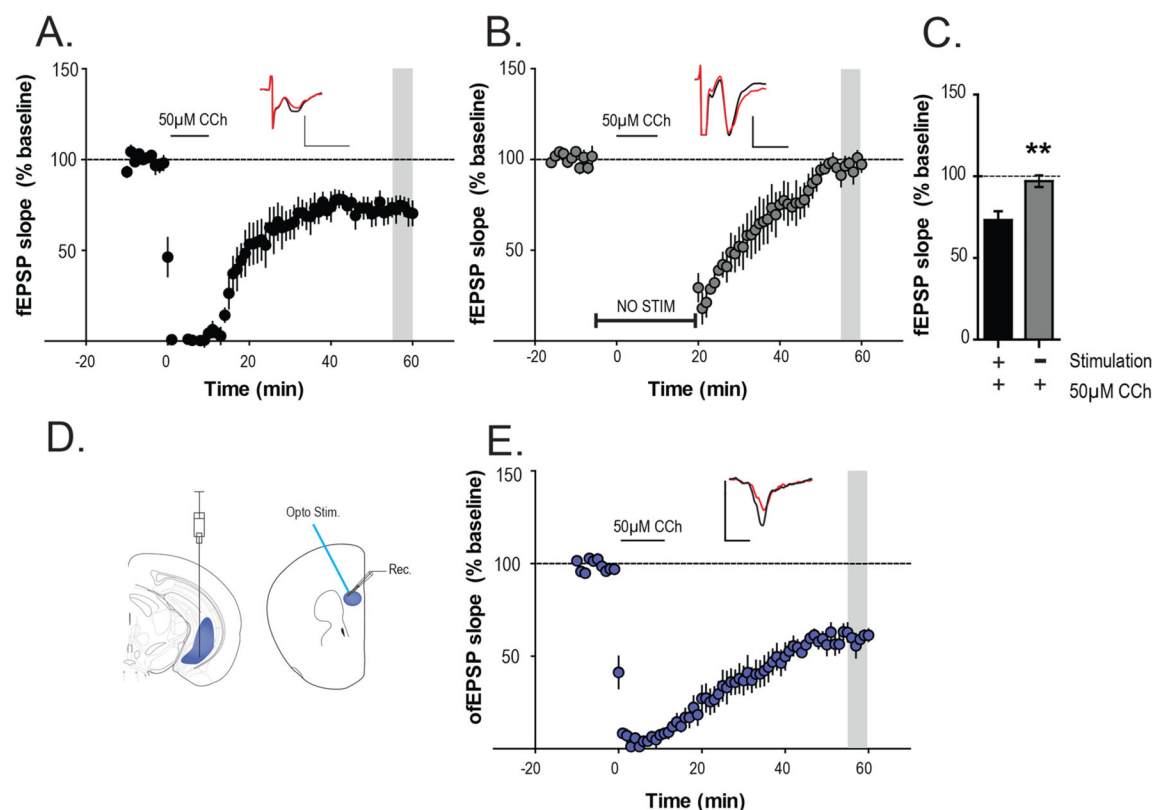 A.
fEPSP slope (% baseline)
150
100
50
50µM CCh
-20
0
20
40
60
Time (min)
B.
fEPSP slope (% baseline)
150
100
50
50µM CCh
NO STIM
-20
0
20
40
60
Time (min)
C.
fEPSP slope (% baseline)
150
100
50
0
**
+ - Stimulation
+ + 50µM CCh
D.
Opto Stim.
Rec.
E.
ofEPSP slope (% baseline)
150
100
50
50µM CCh
-20
0
20
40
60
Time (min)